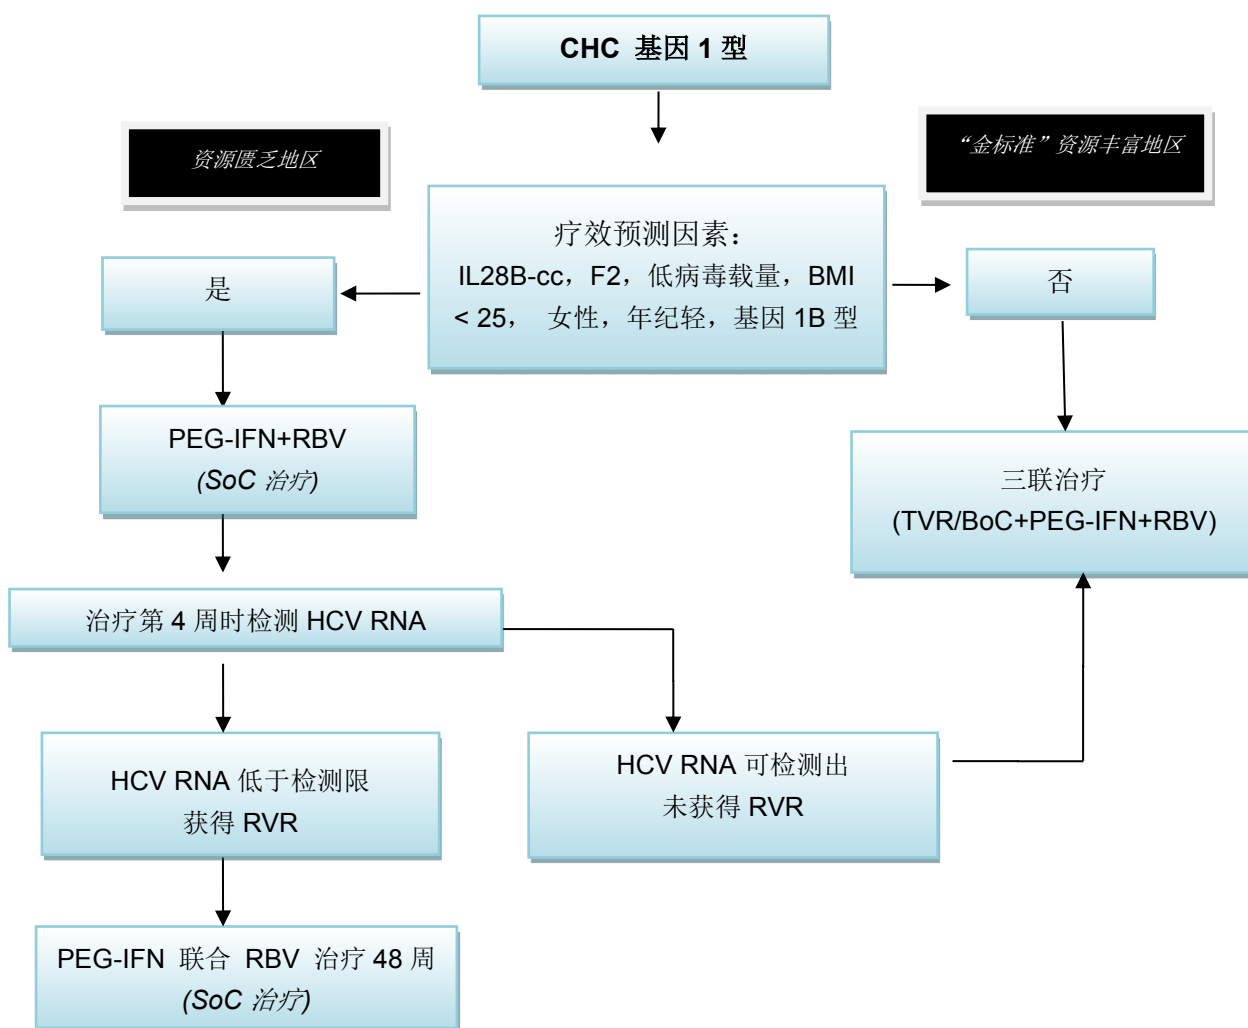 CHC 基因 1 型
资源匮乏地区
“金标准”资源丰富地区
疗效预测因素：
IL28B-cc，F2，低病毒载量，BMI
< 25， 女性，年纪轻，基因 1B 型
是
否
PEG-IFN+RBV
(SoC 治疗)
三联治疗
(TVR/BoC+PEG-IFN+RBV)
治疗第 4 周时检测 HCV RNA
HCV RNA 低于检测限
获得 RVR
HCV RNA 可检测出
未获得 RVR
PEG-IFN 联合 RBV 治疗 48 周
(SoC 治疗)